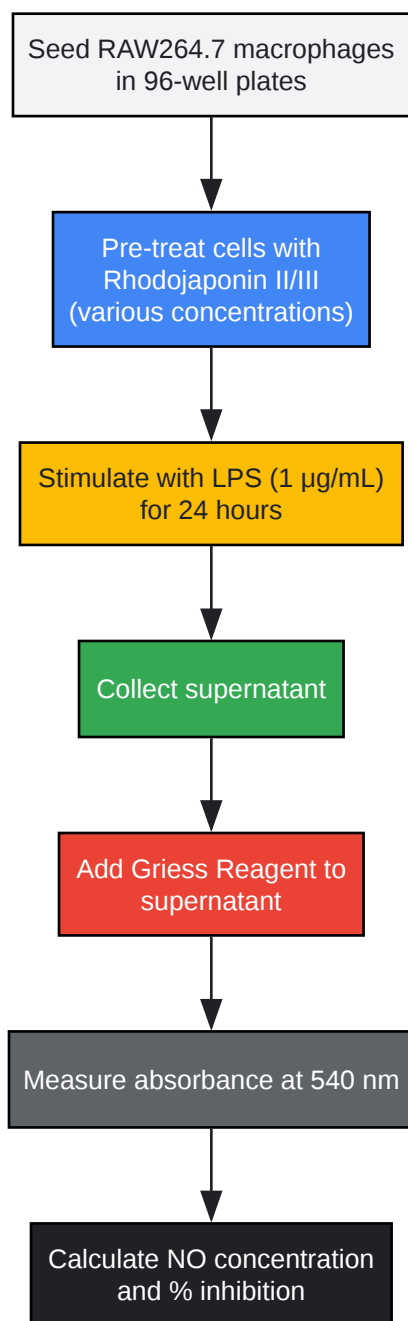 Seed RAW264.7 macrophages
in 96-well plates
Pre-treat cells with
Rhodojaponin II/III
(various concentrations)
Stimulate with LPS (1 μg/mL)
for 24 hours
Collect supernatant
Add Griess Reagent to
supernatant
Measure absorbance at 540 nm
Calculate NO concentration
and % inhibition